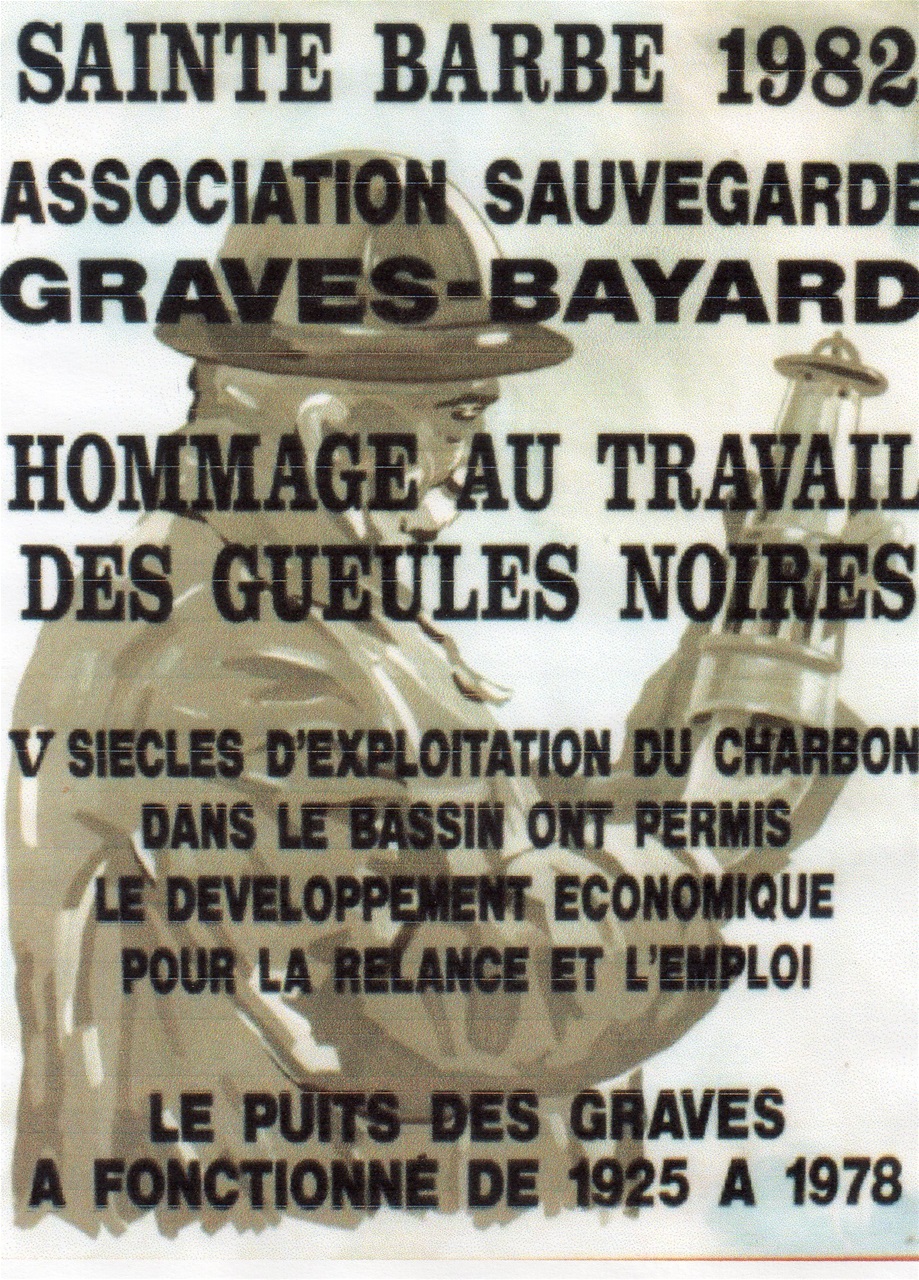 SAINTE BARBE 1982
ASSOCIATION SAUVEGARDE
GRAVES-BAYARD
HOMMAGE AU TRAVAIL
DES GUEULES NOIRES
V SIECLES D'EXPLOITATION DU CHARBON
DANS LE BASSIN ONT PERMIS
LE DEVELOPPEMENT ECONOMIQUE
POUR LA RELANCE ET L'EMPLOI
LE PUITS DES GRAVES
A FONCTIONNÉ DE 1925 A 1978